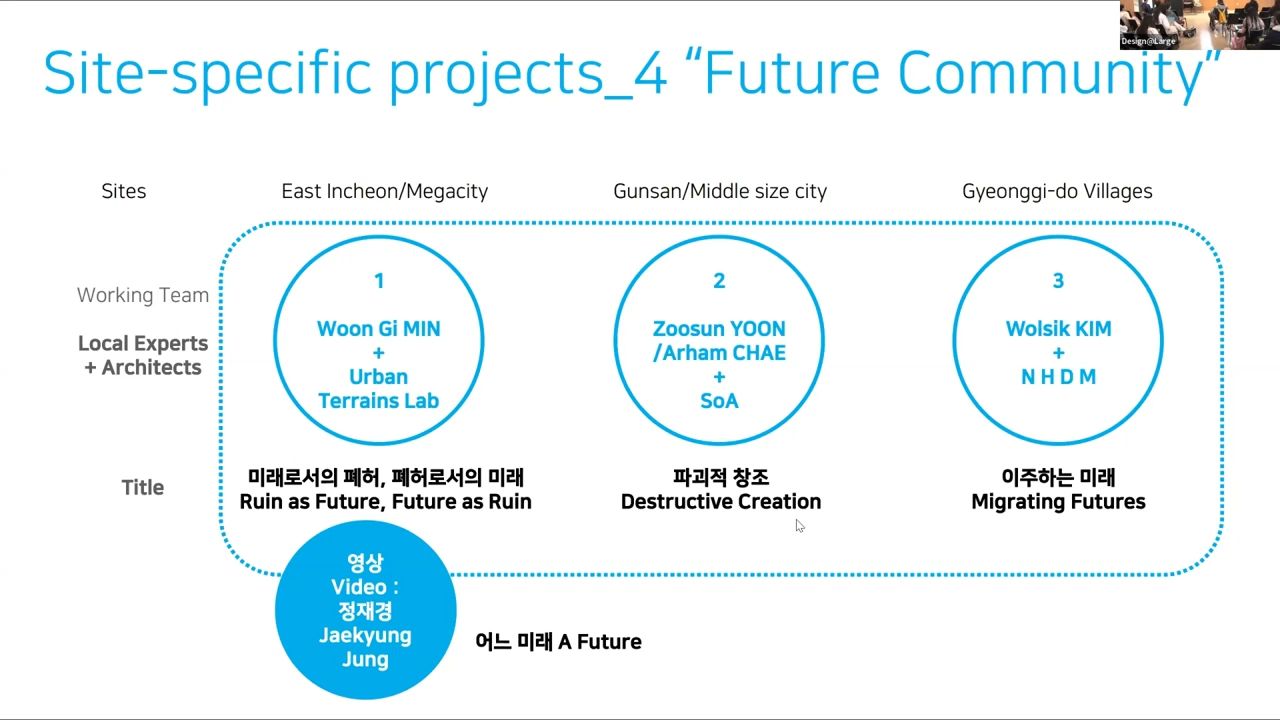 Design@Large
Site-specific projects_4 “Future Community”
Sites
East Incheon/Megacity
Gunsan/Middle size city
Gyeonggi-do Villages
Working Team
Local Experts
+ Architects
1
Woon Gi MIN
+
Urban
Terrains Lab
2
Zoosun YOON
/Arham CHAE
+
SoA
3
Wolsik KIM
+
N H D M
Title
미래로서의 폐허, 폐허로서의 미래
Ruin as Future, Future as Ruin
파괴적 창조
Destructive Creation
이주하는 미래
Migrating Futures
영상
Video :
정재경
Jaekyung
Jung
어느 미래 A Future